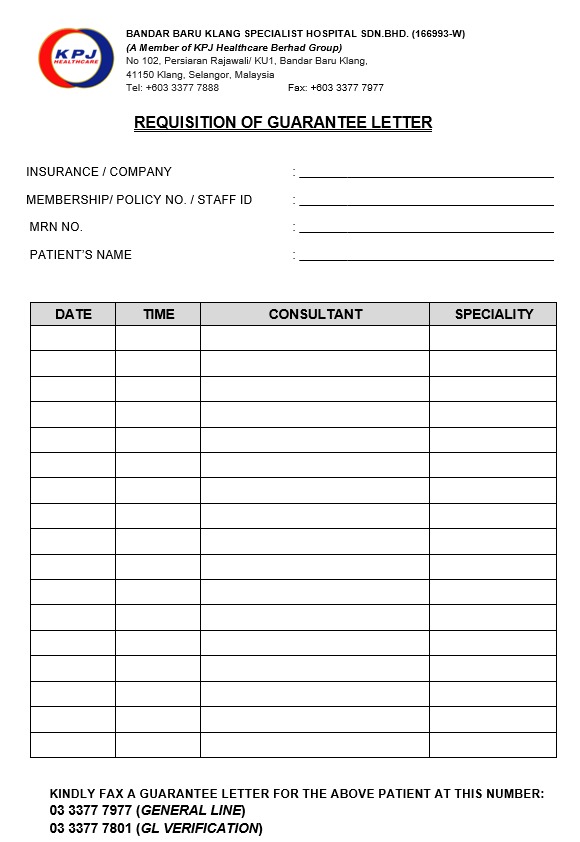 KPJ
HEALTHCARE
BANDAR BARU KLANG SPECIALIST HOSPITAL SDN.BHD. (166993-W)
(A Member of KPJ Healthcare Berhad Group)
No 102, Persiaran Rajawali/ KU1, Bandar Baru Klang,
41150 Klang, Selangor, Malaysia
Tel: +603 3377 7888 Fax: +603 3377 7977
REQUISITION OF GUARANTEE LETTER
INSURANCE / COMPANY :
MEMBERSHIP/ POLICY NO. / STAFF ID :
MRN NO. :
PATIENT'S NAME :
DATE TIME CONSULTANT SPECIALITY
KINDLY FAX A GUARANTEE LETTER FOR THE ABOVE PATIENT AT THIS NUMBER:
03 3377 7977 (GENERAL LINE)
03 3377 7801 (GL VERIFICATION)